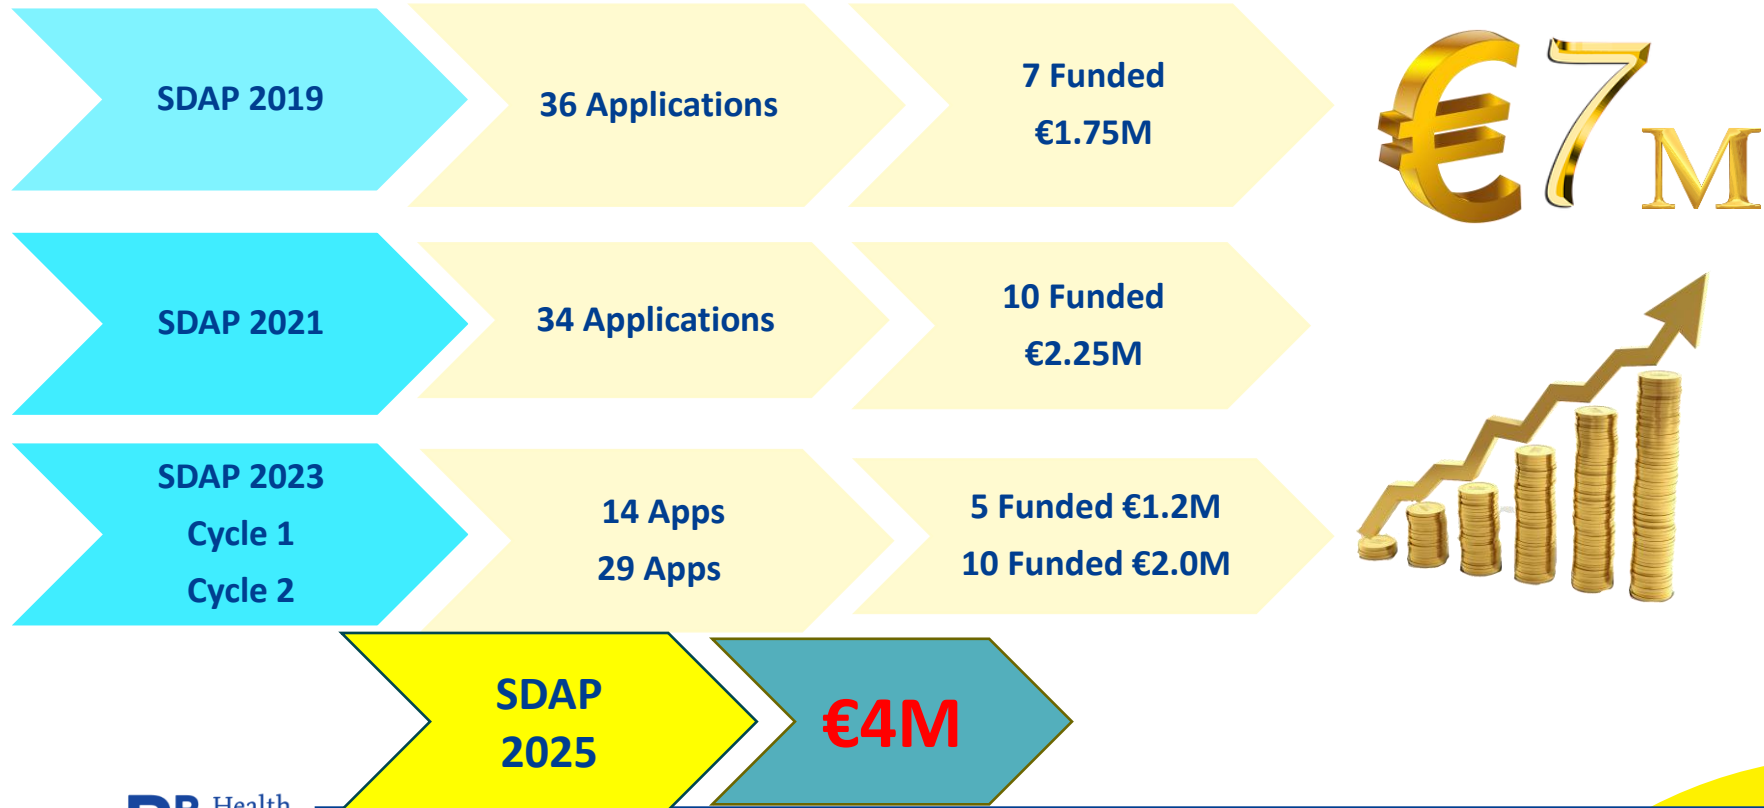 SDAP 2019
36 Applications
7 Funded
€1.75M
€7M
SDAP 2021
34 Applications
10 Funded
€2.25M
SDAP 2023
Cycle 1
Cycle 2
14 Apps
29 Apps
5 Funded €1.2M
10 Funded €2.0M
SDAP
2025
€4M
Health